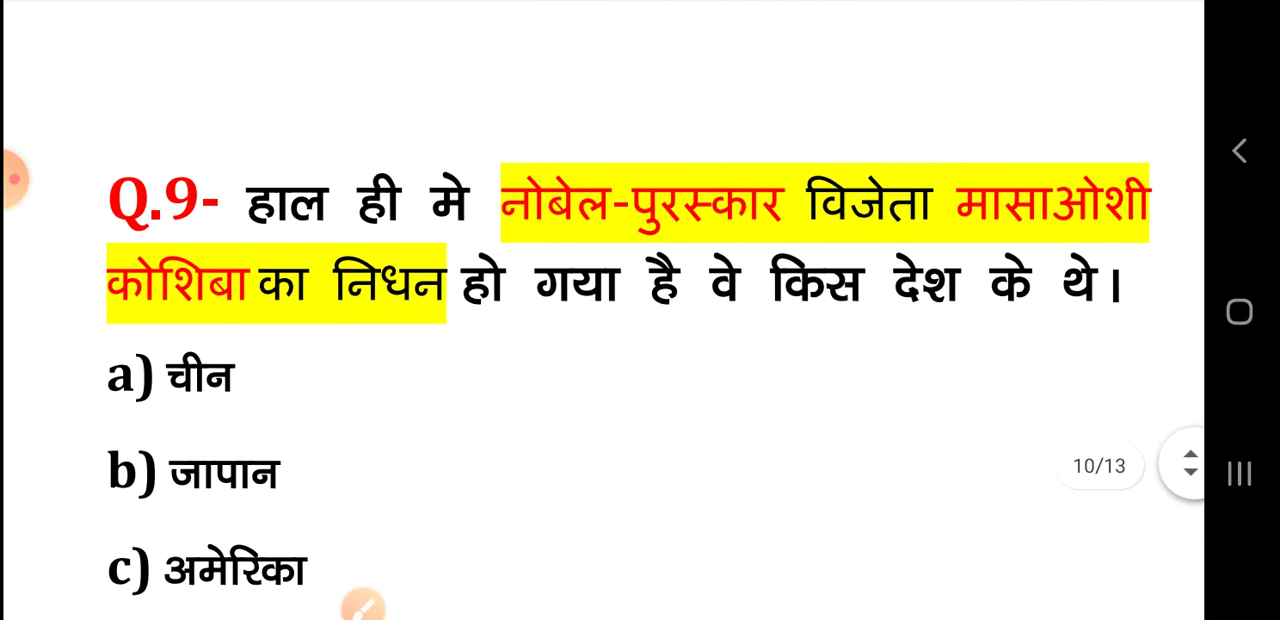 Q.9- हाल ही मे नोबेल-पुरस्कार विजेता मासाओशी
कोशिबा का निधन हो गया है वे किस देश के थे।
a) चीन
b) जापान
10/13
c) अमेरिका